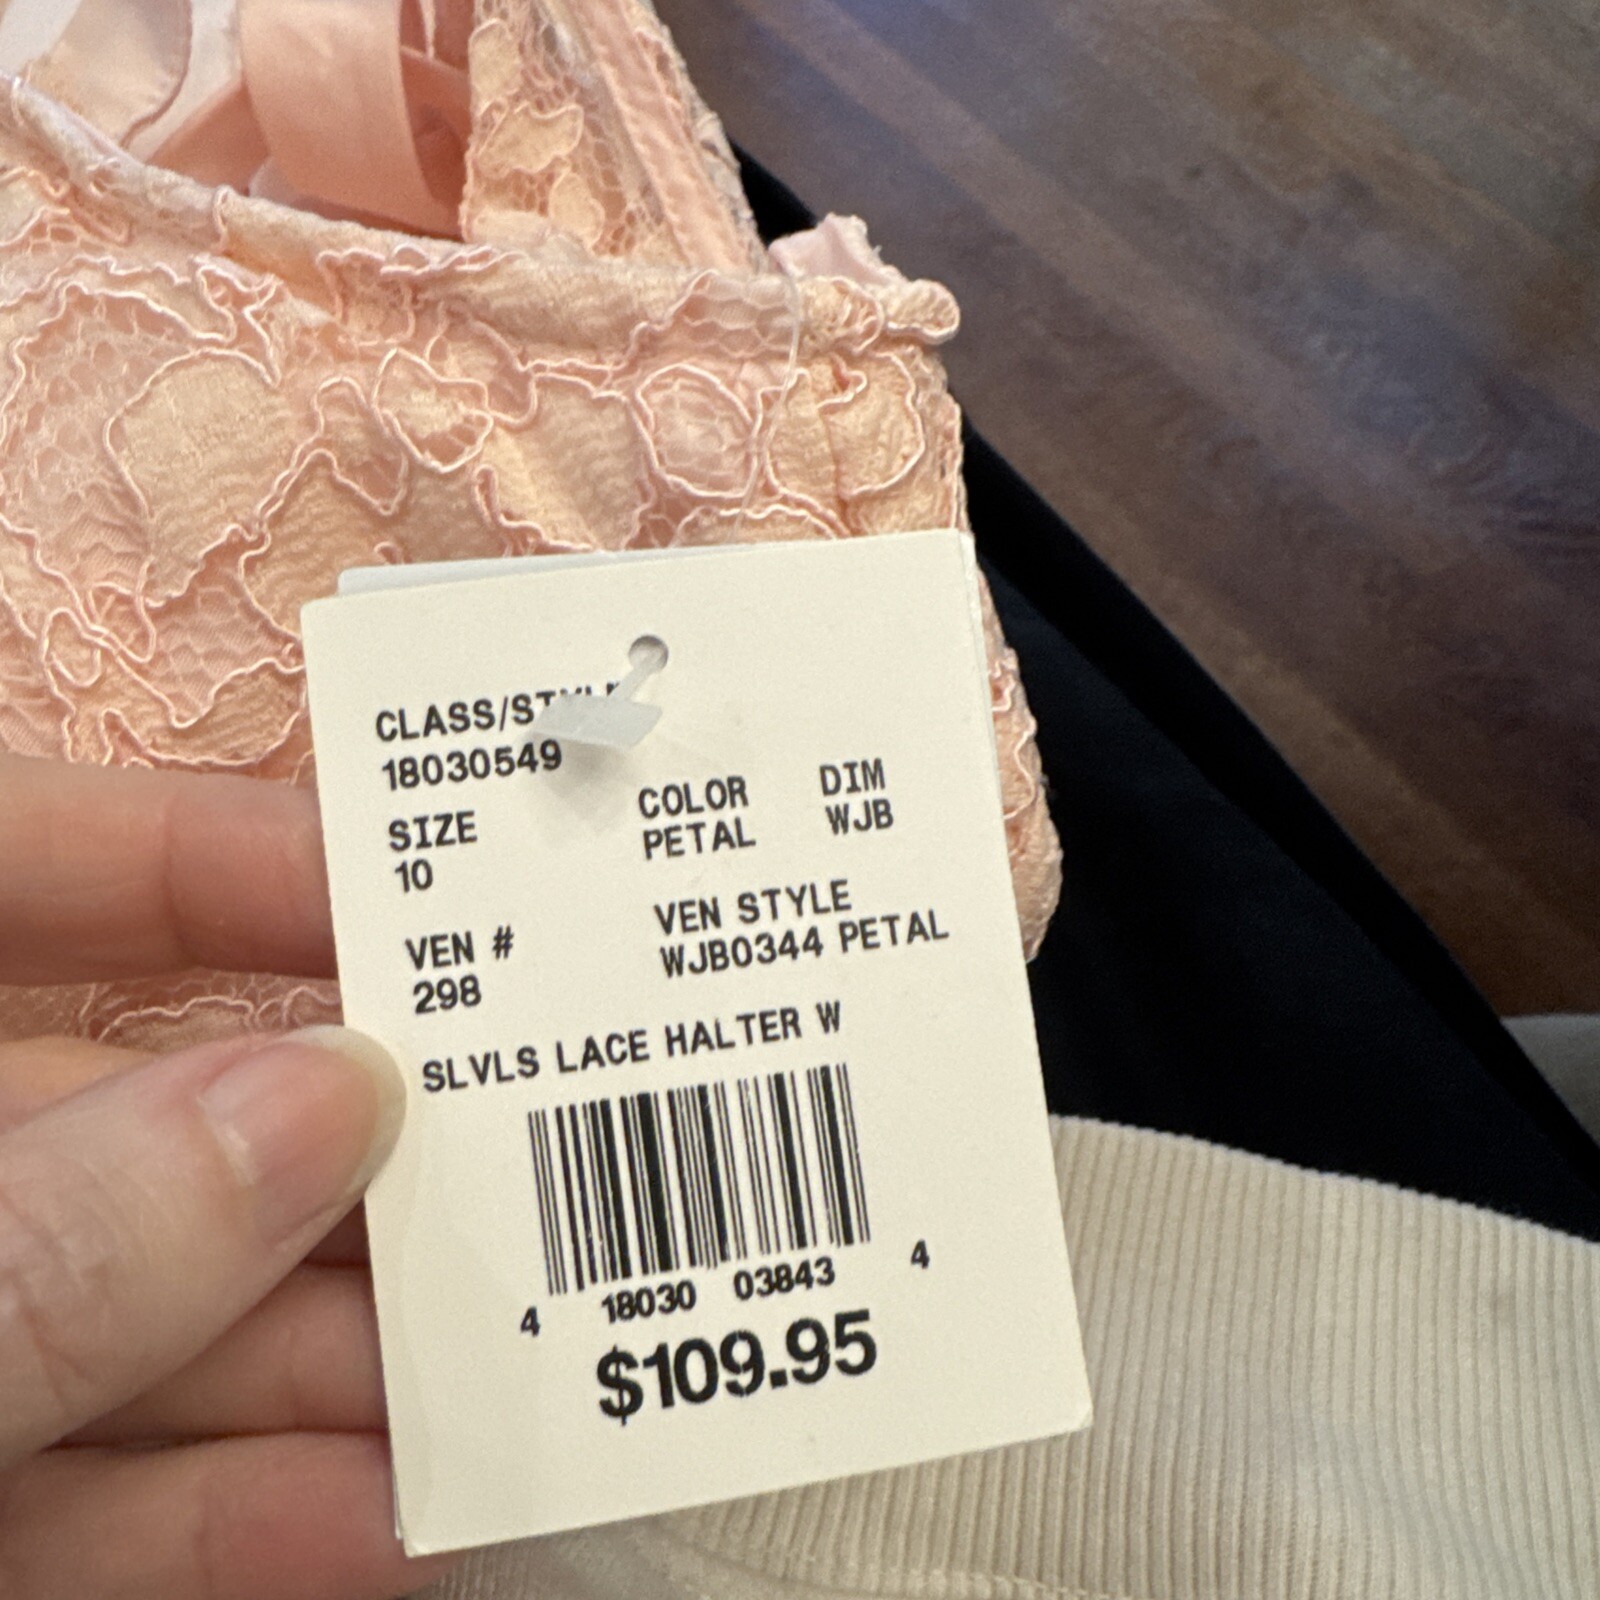 CLASS/STYLE
18030549
SIZE COLOR DIM
10 PETAL WJB
VEN # VEN STYLE
298 WJB0344 PETAL
SLVLS LACE HALTER W
4 18030 03843 4
$109.95